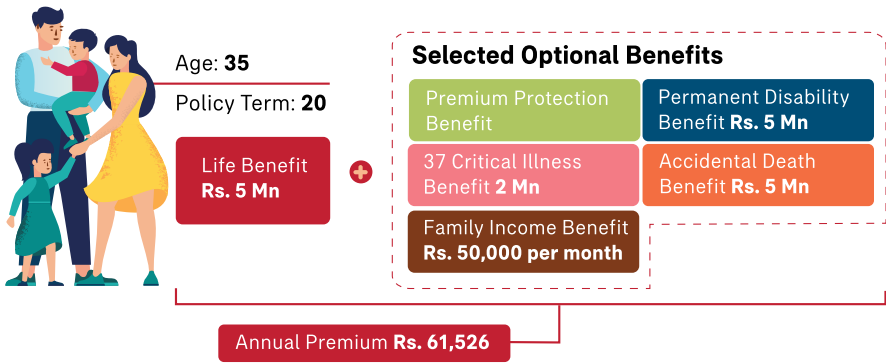 Age: 35
Policy Term: 20
Life Benefit
Rs. 5 Mn
Selected Optional Benefits
Premium Protection
Benefit
Permanent Disability
Benefit Rs. 5 Mn
37 Critical Illness
Benefit 2 Mn
Accidental Death
Benefit Rs. 5 Mn
Family Income Benefit
Rs. 50,000 per month
Annual Premium Rs. 61,526